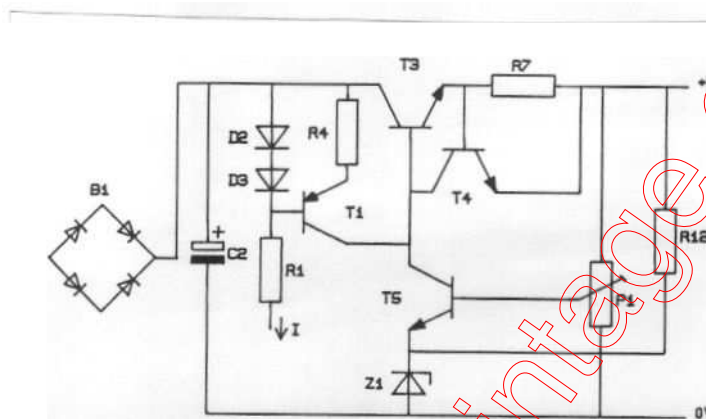 T3
R7
+
D2
R4
D3
B1
T1
T4
+
C2
R12
R1
T5
P1
I
Z1
0V
intage